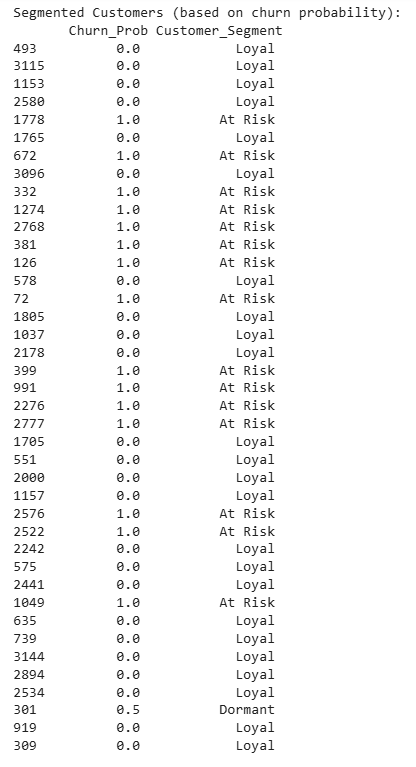 Segmented Customers (based on churn probability):
Churn_Prob Customer_Segment
493 0.0 Loyal
3115 0.0 Loyal
1153 0.0 Loyal
2580 0.0 Loyal
1778 1.0 At Risk
1765 0.0 Loyal
672 1.0 At Risk
3096 0.0 Loyal
332 1.0 At Risk
1274 1.0 At Risk
2768 1.0 At Risk
381 1.0 At Risk
126 1.0 At Risk
578 0.0 Loyal
72 1.0 At Risk
1805 0.0 Loyal
1037 0.0 Loyal
2178 0.0 Loyal
399 1.0 At Risk
991 1.0 At Risk
2276 1.0 At Risk
2777 1.0 At Risk
1705 0.0 Loyal
551 0.0 Loyal
2000 0.0 Loyal
1157 0.0 Loyal
2576 1.0 At Risk
2522 1.0 At Risk
2242 0.0 Loyal
575 0.0 Loyal
2441 0.0 Loyal
1049 1.0 At Risk
635 0.0 Loyal
739 0.0 Loyal
3144 0.0 Loyal
2894 0.0 Loyal
2534 0.0 Loyal
301 0.5 Dormant
919 0.0 Loyal
309 0.0 Loyal